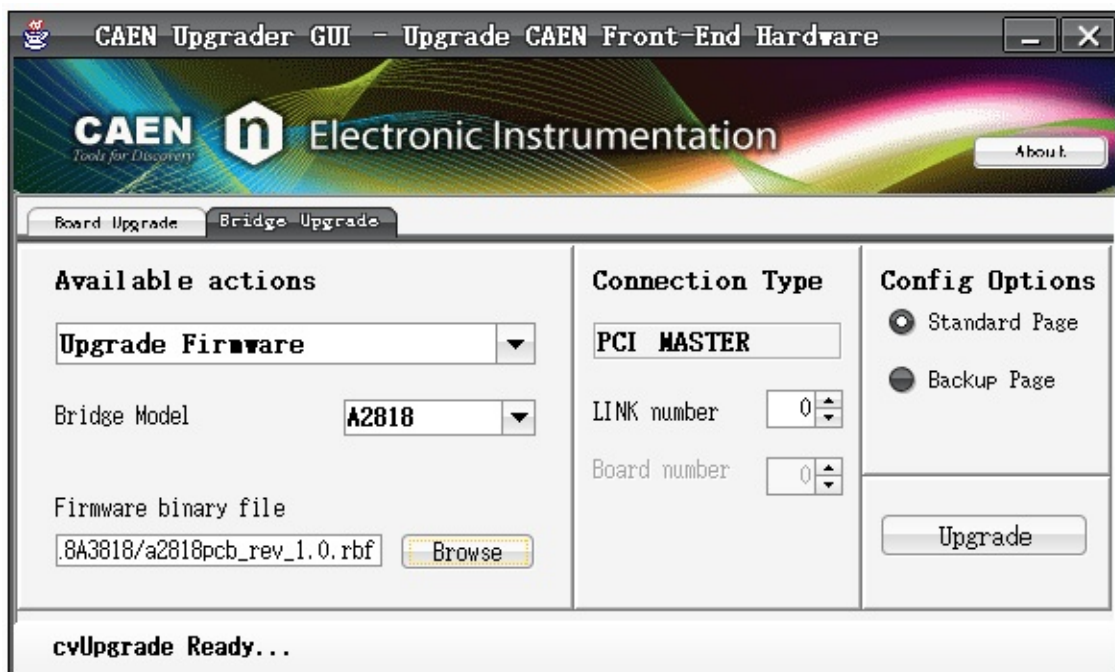 CAEN Upgrader GUI - Upgrade CAEN Front-End Hardware
CAEN n Electronic Instrumentation
Tools for Discovery
About
Board Upgrade Bridge Upgrade
Available actions
Upgrade Firmware
Bridge Model A2818
Firmware binary file
.8A3818/a2818pcb_rev_1.0.rbf Browse
Connection Type
PCI MASTER
LINK number 0
Board number 0
Config Options
Standard Page
Backup Page
Upgrade
cvUpgrade Ready...